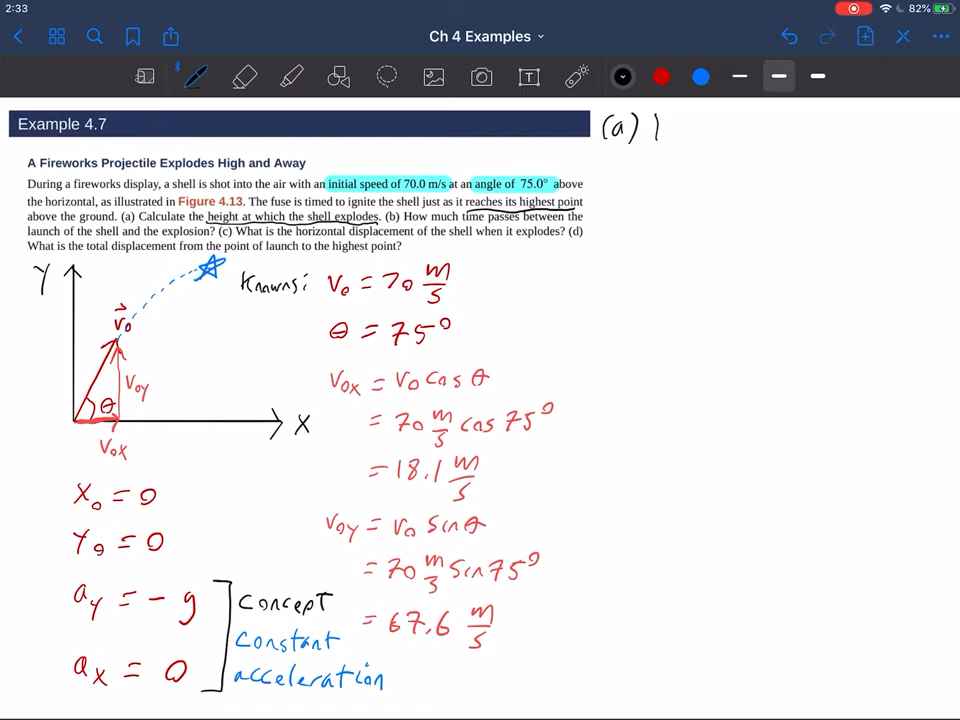 2:33
82%
Ch 4 Examples
T
Example 4.7
A Fireworks Projectile Explodes High and Away
During a fireworks display, a shell is shot into the air with an initial speed of 70.0 m/s at an angle of 75.0° above
the horizontal, as illustrated in Figure 4.13. The fuse is timed to ignite the shell just as it reaches its highest point
above the ground. (a) Calculate the height at which the shell explodes. (b) How much time passes between the
launch of the shell and the explosion? (c) What is the horizontal displacement of the shell when it explodes? (d)
What is the total displacement from the point of launch to the highest point?
(a)
Y
v⃗₀
v₀y
θ
X
v₀x
Knowns:
v₀ = 70 m/s
θ = 75°
v₀x = v₀ cos θ
= 70 m/s cos 75°
= 18.1 m/s
v₀y = v₀ sin θ
= 70 m/s sin 75°
= 67.6 m/s
x₀ = 0
y₀ = 0
ay = - g
ax = 0
concept
constant
acceleration